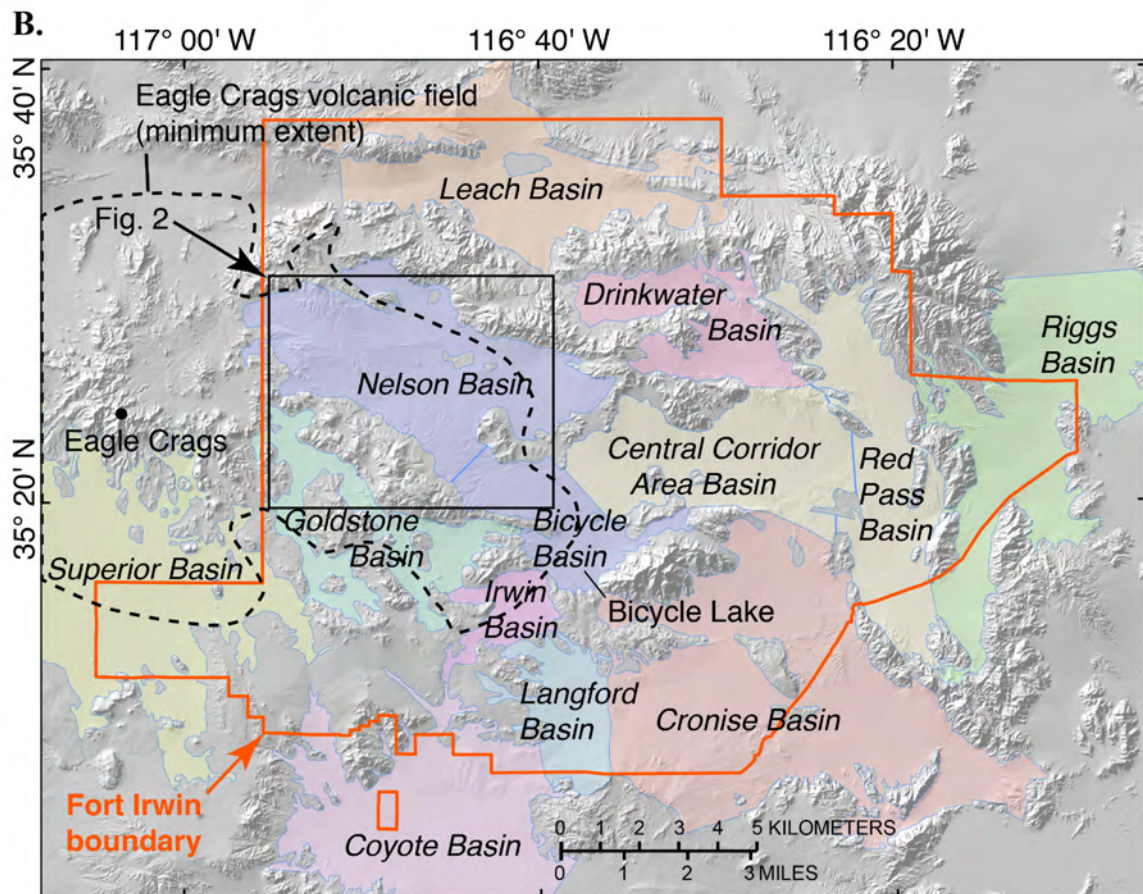 B.
117° 00' W
116° 40' W
116° 20' W
35° 40' N
Eagle Crags volcanic field
(minimum extent)
Leach Basin
Fig. 2
Drinkwater
Basin
Riggs
Basin
Nelson Basin
Eagle Crags
Central Corridor
Area Basin
Red
Pass
Basin
35° 20' N
Goldstone
Basin
Bicycle
Basin
Superior Basin
Irwin
Basin
Bicycle Lake
Langford
Basin
Cronise Basin
Fort Irwin
boundary
Coyote Basin
0 1 2 3 4 5 KILOMETERS
0 1 2 3 MILES